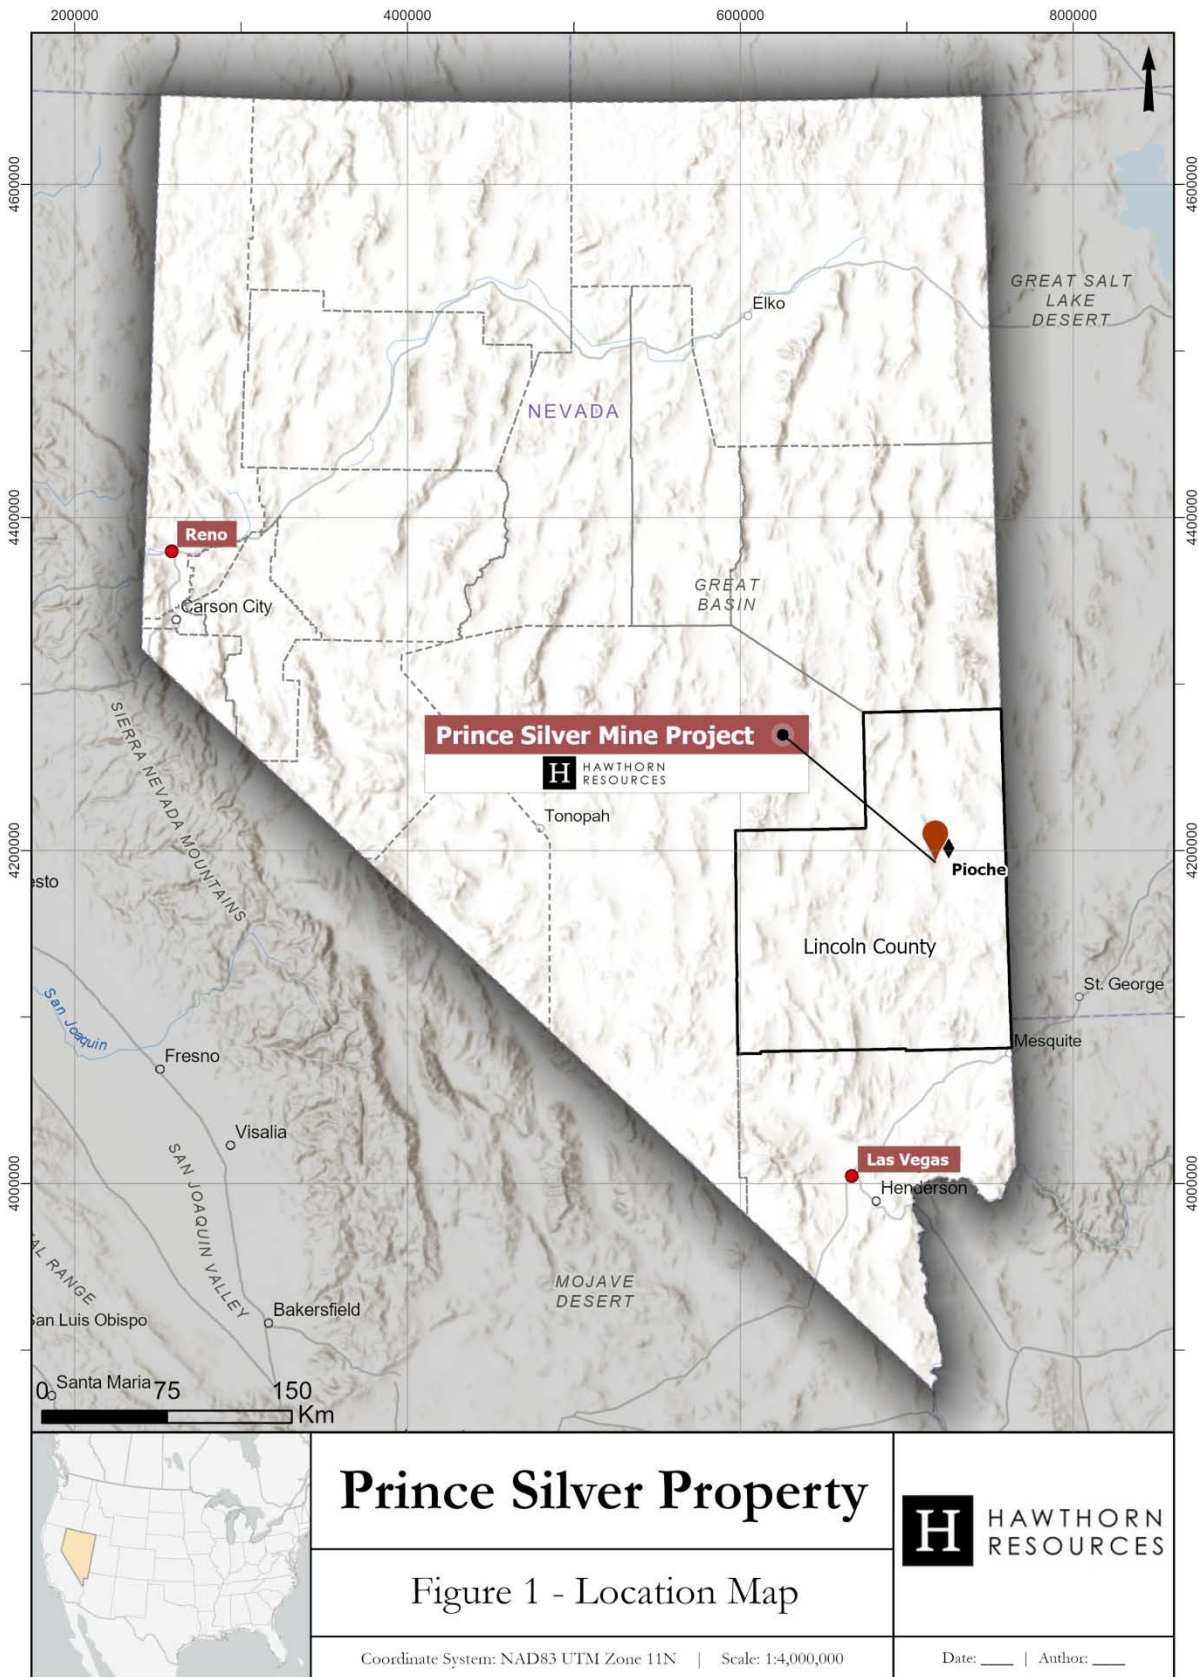 200000
400000
600000
800000
4600000
4600000
GREAT SALT
LAKE
DESERT
Elko
NEVADA
4400000
4400000
Reno
GREAT
BASIN
Carson City
SIERRA NEVADA MOUNTAINS
Prince Silver Mine Project
H HAWTHORN
RESOURCES
Tonopah
4200000
4200000
Pioche
esto
Lincoln County
St. George
San Joaquin
Mesquite
Fresno
Visalia
SAN JOAQUIN VALLEY
Las Vegas
Henderson
4000000
4000000
AL RANGE
MOJAVE
DESERT
Bakersfield
San Luis Obispo
Santa Maria
0 75 150
Km
Prince Silver Property
Figure 1 - Location Map
H HAWTHORN
RESOURCES
Coordinate System: NAD83 UTM Zone 11N | Scale: 1:4,000,000
Date: ____ | Author: ____